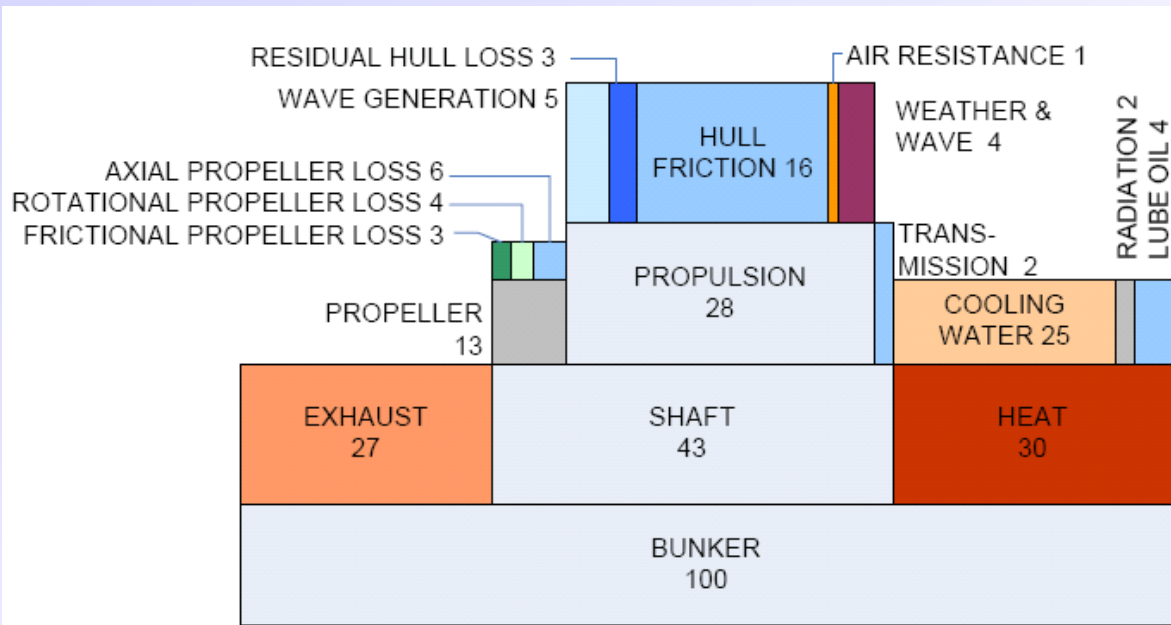 RESIDUAL HULL LOSS 3
AIR RESISTANCE 1
WAVE GENERATION 5
WEATHER &
WAVE 4
HULL
FRICTION 16
RADIATION 2
LUBE OIL 4
AXIAL PROPELLER LOSS 6
ROTATIONAL PROPELLER LOSS 4
FRICTIONAL PROPELLER LOSS 3
TRANS-
MISSION 2
PROPULSION
28
PROPELLER
13
COOLING
WATER 25
EXHAUST
27
SHAFT
43
HEAT
30
BUNKER
100